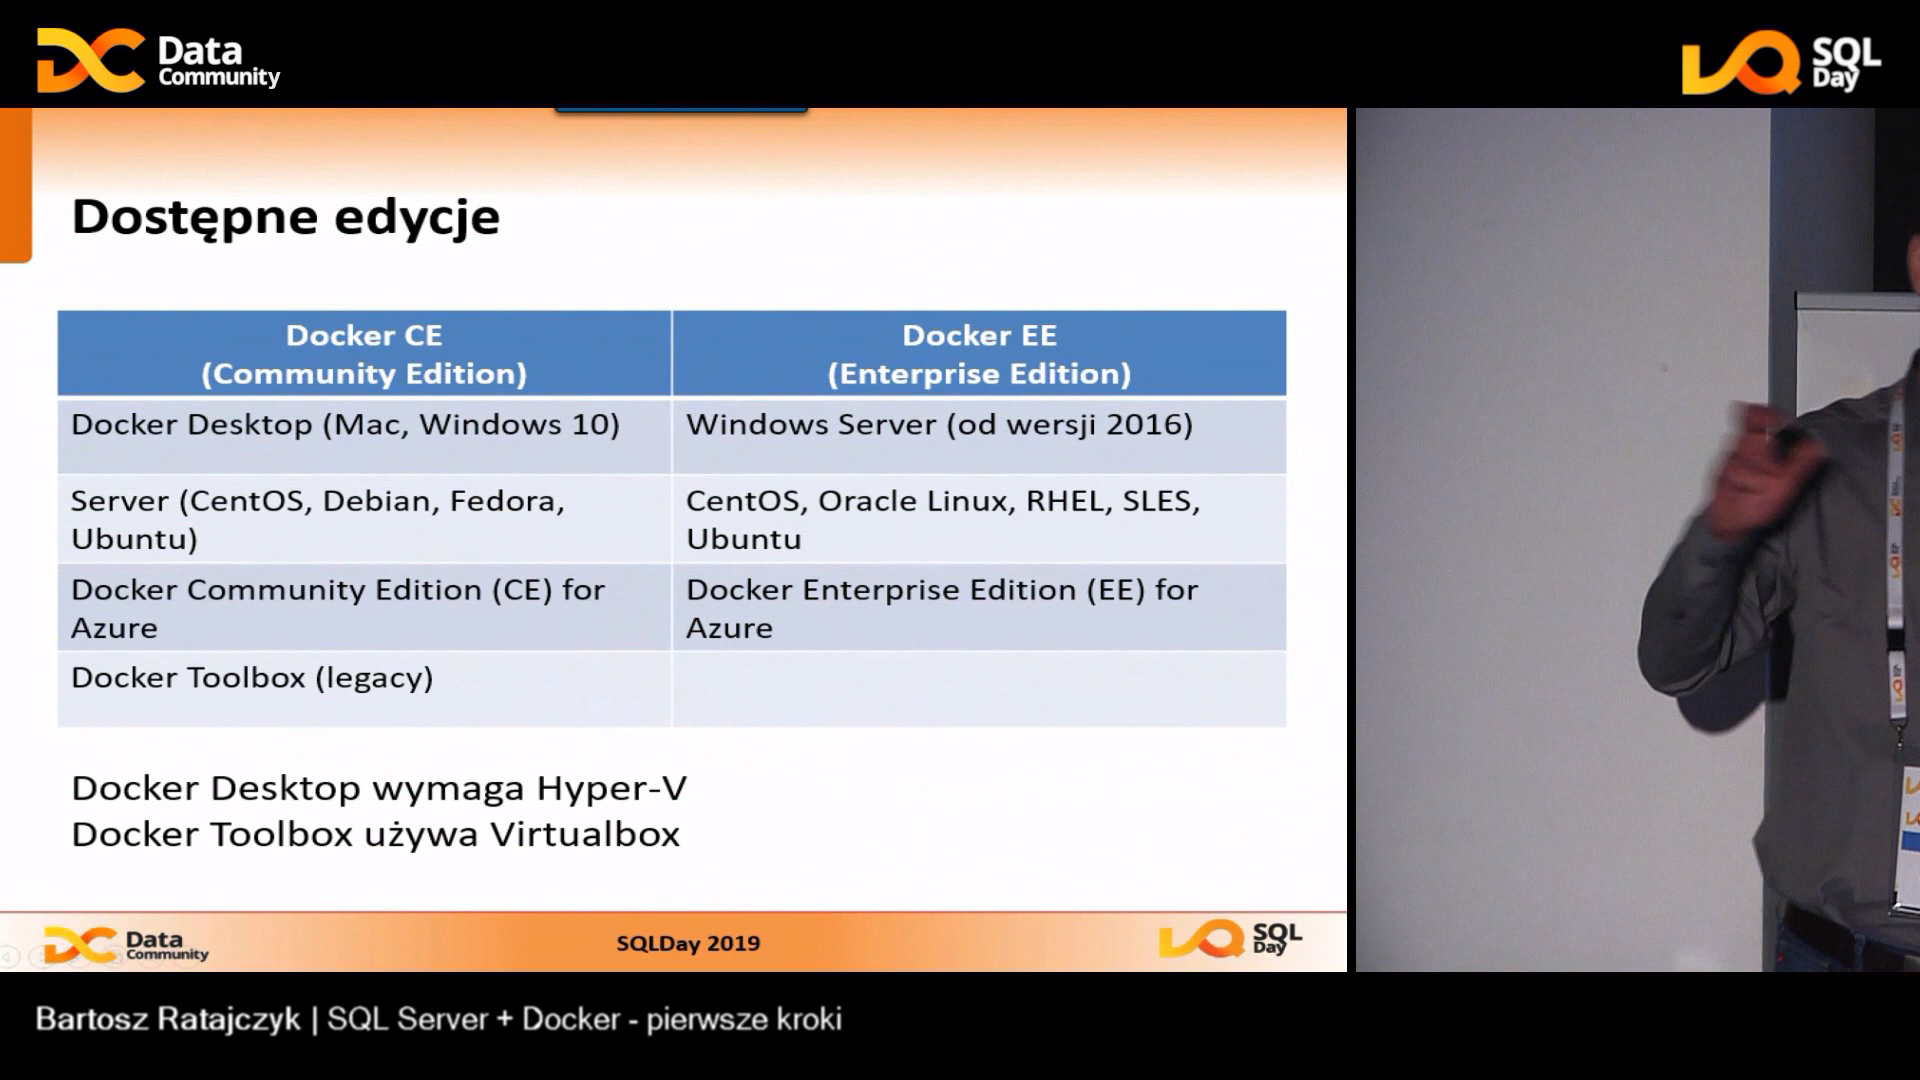 Data
Community
SQL
Day
Dostępne edycje
Docker CE
(Community Edition)
Docker EE
(Enterprise Edition)
Docker Desktop (Mac, Windows 10)
Windows Server (od wersji 2016)
Server (CentOS, Debian, Fedora,
Ubuntu)
CentOS, Oracle Linux, RHEL, SLES,
Ubuntu
Docker Community Edition (CE) for
Azure
Docker Enterprise Edition (EE) for
Azure
Docker Toolbox (legacy)
Docker Desktop wymaga Hyper-V
Docker Toolbox używa Virtualbox
Data
Community
SQLDay 2019
SQL
Day
Bartosz Ratajczyk | SQL Server + Docker - pierwsze kroki